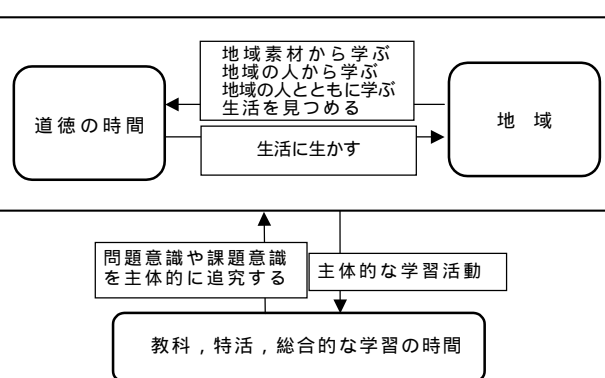 地域素材から学ぶ
地域の人から学ぶ
地域の人とともに学ぶ
生活を見つめる
道徳の時間
地 域
生活に生かす
問題意識や課題意識
を主体的に追究する
主体的な学習活動
教科，特活，総合的な学習の時間